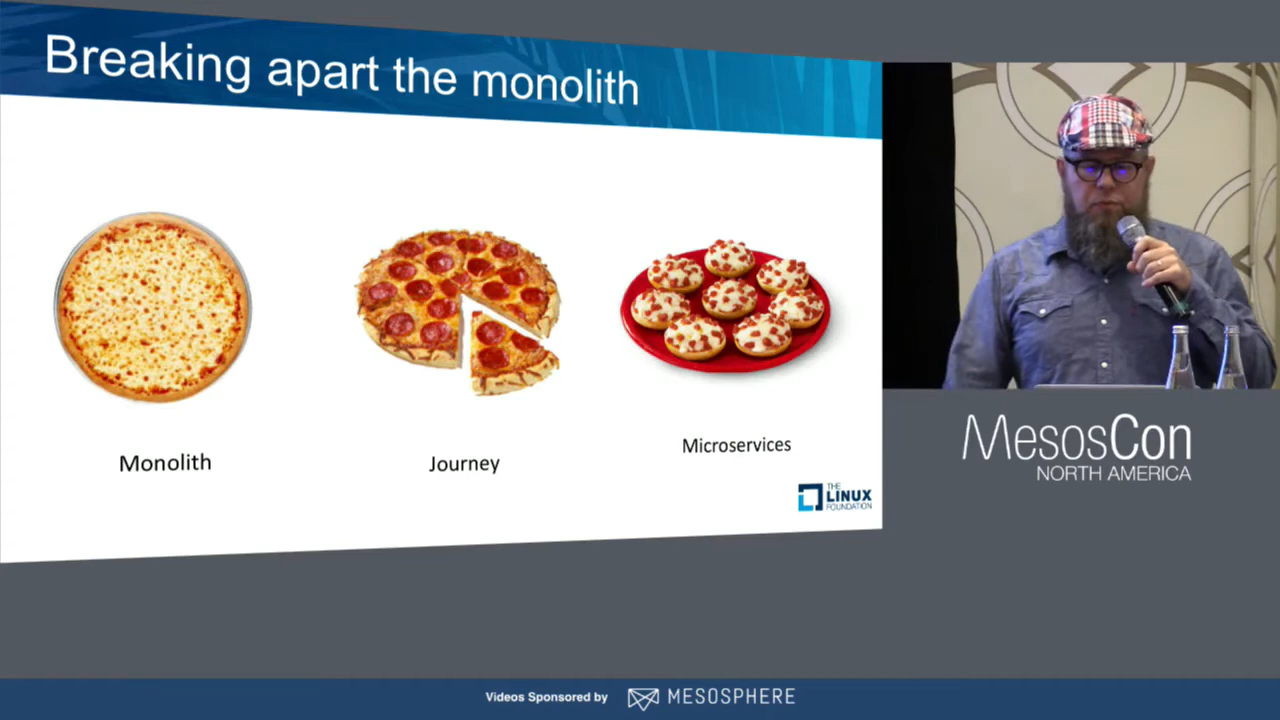 Breaking apart the monolith
Monolith
Journey
Microservices
THE
LINUX
FOUNDATION
MesosCon
NORTH AMERICA
Videos Sponsored by MESOSPHERE